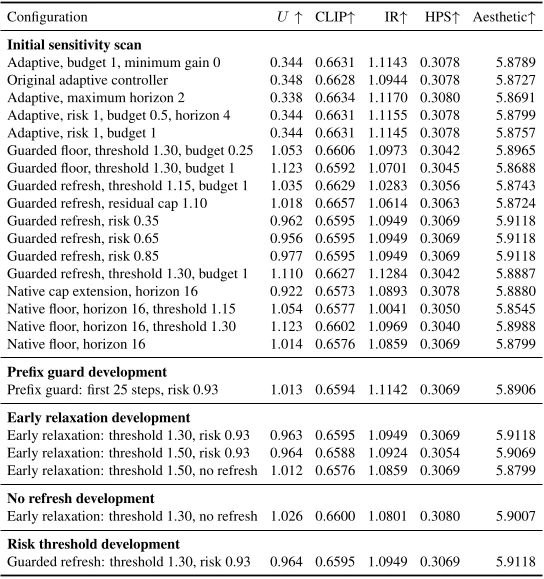 Configuration U ↑ CLIP↑ IR↑ HPS↑ Aesthetic↑
Initial sensitivity scan
Adaptive, budget 1, minimum gain 0 0.344 0.6631 1.1143 0.3078 5.8789
Original adaptive controller 0.348 0.6628 1.0944 0.3078 5.8727
Adaptive, maximum horizon 2 0.338 0.6634 1.1170 0.3080 5.8691
Adaptive, risk 1, budget 0.5, horizon 4 0.344 0.6631 1.1155 0.3078 5.8799
Adaptive, risk 1, budget 1 0.344 0.6631 1.1145 0.3078 5.8757
Guarded floor, threshold 1.30, budget 0.25 1.053 0.6606 1.0973 0.3042 5.8965
Guarded floor, threshold 1.30, budget 1 1.123 0.6592 1.0701 0.3045 5.8688
Guarded refresh, threshold 1.15, budget 1 1.035 0.6629 1.0283 0.3056 5.8743
Guarded refresh, residual cap 1.10 1.018 0.6657 1.0614 0.3063 5.8724
Guarded refresh, risk 0.35 0.962 0.6595 1.0949 0.3069 5.9118
Guarded refresh, risk 0.65 0.956 0.6595 1.0949 0.3069 5.9118
Guarded refresh, risk 0.85 0.977 0.6595 1.0949 0.3069 5.9118
Guarded refresh, threshold 1.30, budget 1 1.110 0.6627 1.1284 0.3042 5.8887
Native cap extension, horizon 16 0.922 0.6573 1.0893 0.3078 5.8880
Native floor, horizon 16, threshold 1.15 1.054 0.6577 1.0041 0.3050 5.8545
Native floor, horizon 16, threshold 1.30 1.123 0.6602 1.0969 0.3040 5.8988
Native floor, horizon 16 1.014 0.6576 1.0859 0.3069 5.8799
Prefix guard development
Prefix guard: first 25 steps, risk 0.93 1.013 0.6594 1.1142 0.3069 5.8906
Early relaxation development
Early relaxation: threshold 1.30, risk 0.93 0.963 0.6595 1.0949 0.3069 5.9118
Early relaxation: threshold 1.50, risk 0.93 0.964 0.6588 1.0924 0.3054 5.9069
Early relaxation: threshold 1.50, no refresh 1.012 0.6576 1.0859 0.3069 5.8799
No refresh development
Early relaxation: threshold 1.30, no refresh 1.026 0.6600 1.0801 0.3080 5.9007
Risk threshold development
Guarded refresh: threshold 1.30, risk 0.93 0.964 0.6595 1.0949 0.3069 5.9118